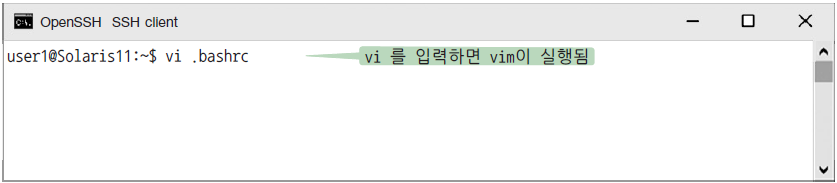 OpenSSH SSH client
user1@Solaris11:~$ vi .bashrc vi 를 입력하면 vim이 실행됨